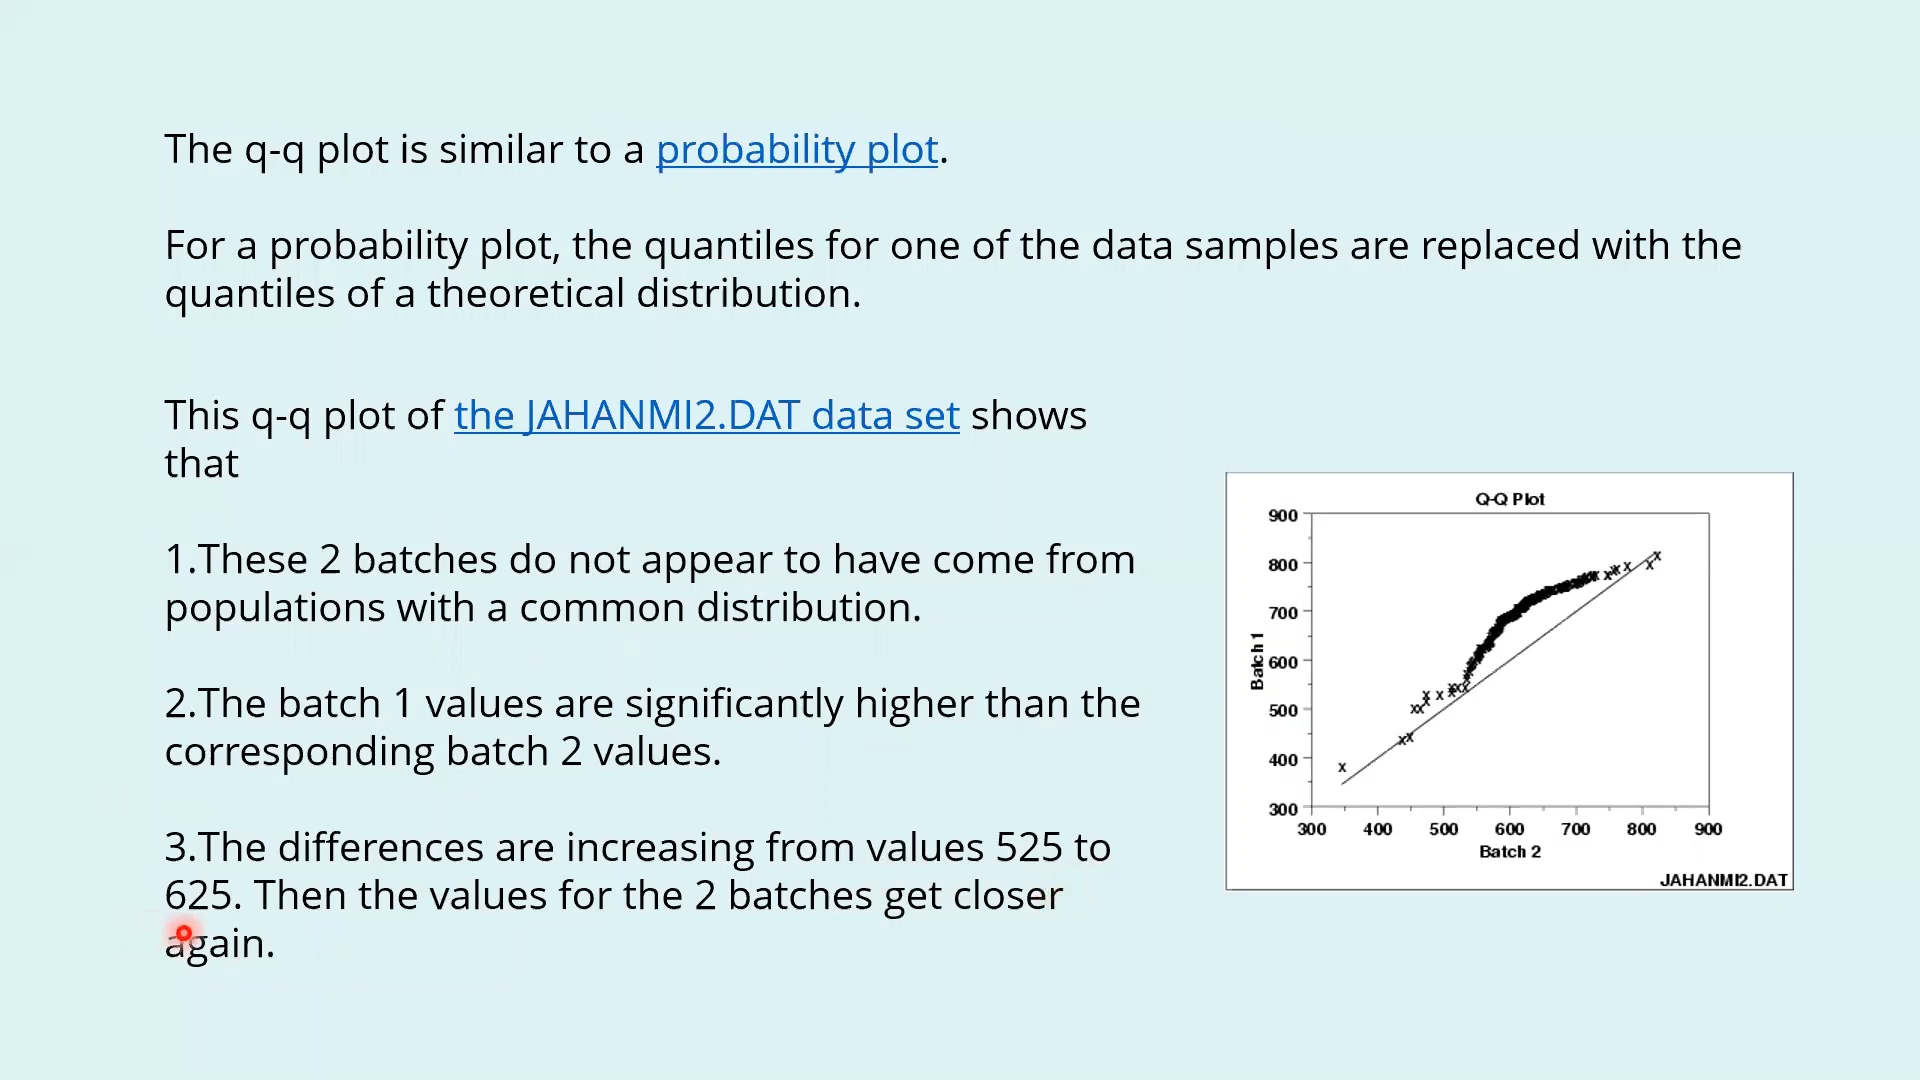 The q-q plot is similar to a probability plot.
For a probability plot, the quantiles for one of the data samples are replaced with the
quantiles of a theoretical distribution.
This q-q plot of the JAHANMI2.DAT data set shows
that
1.These 2 batches do not appear to have come from
populations with a common distribution.
2.The batch 1 values are significantly higher than the
corresponding batch 2 values.
3.The differences are increasing from values 525 to
625. Then the values for the 2 batches get closer
again.
Q-Q Plot
900
800
700
600
500
400
300
Batch 1
300 400 500 600 700 800 900
Batch 2
JAHANMI2.DAT